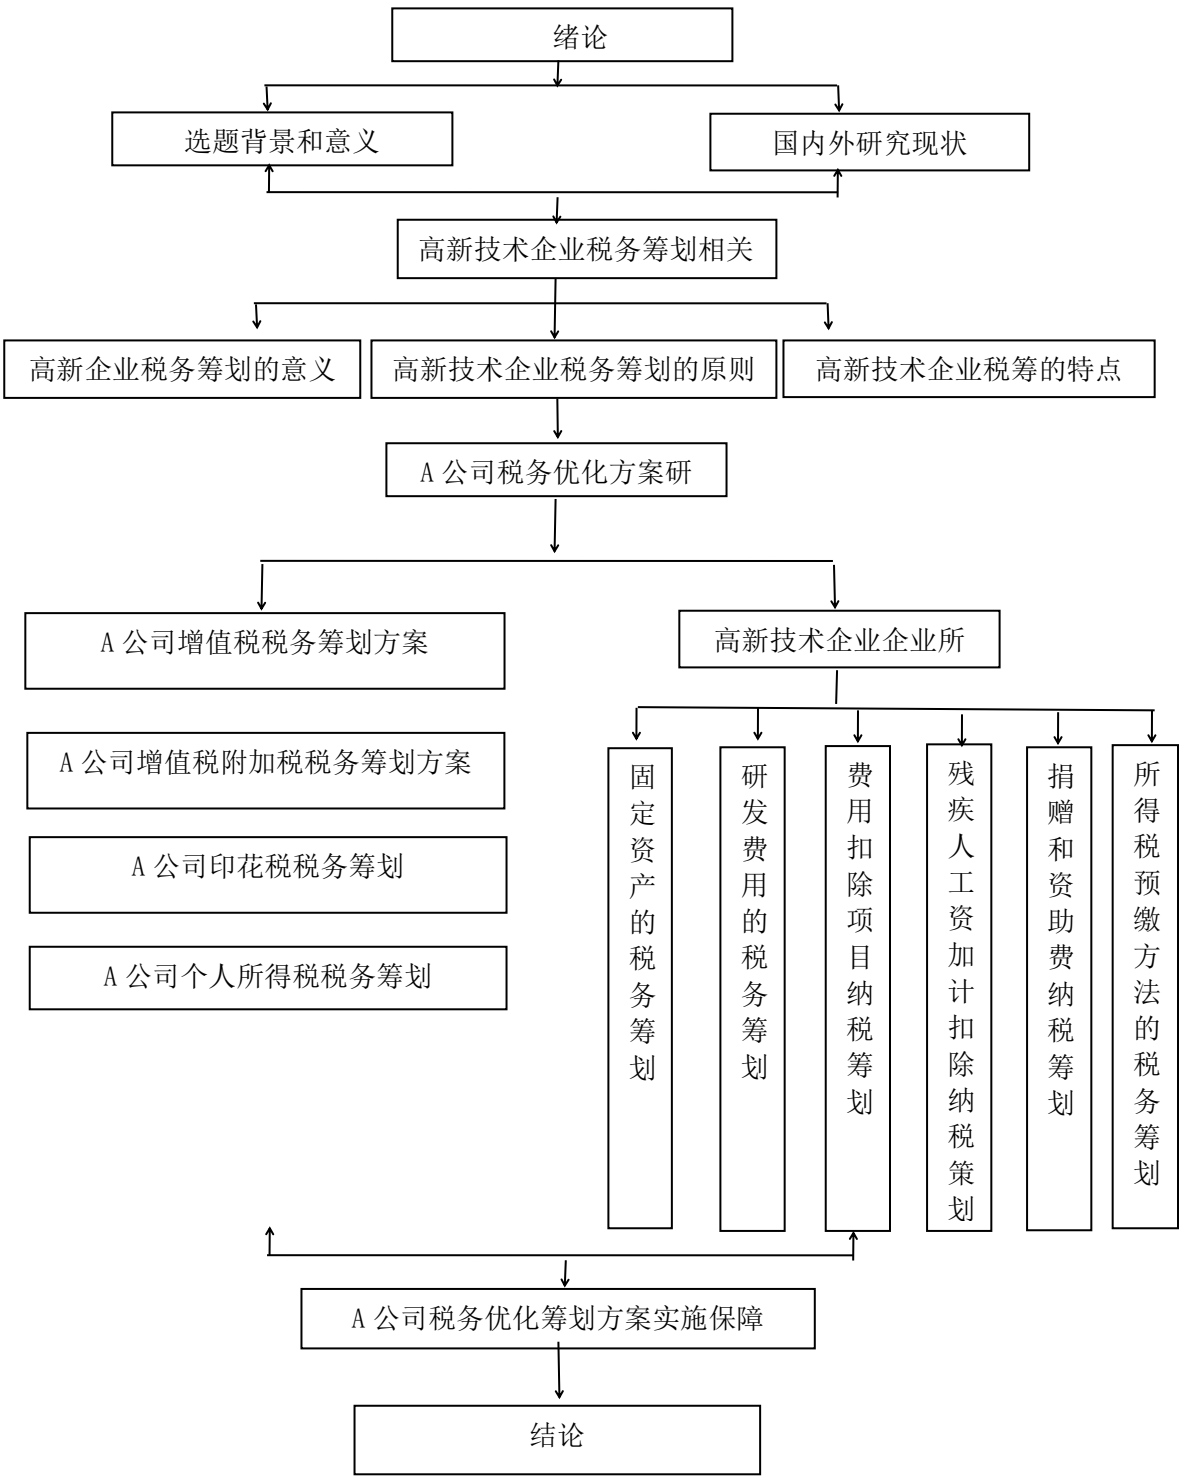 绪论
选题背景和意义
国内外研究现状
高新技术企业税务筹划相关
高新企业税务筹划的意义
高新技术企业税务筹划的原则
高新技术企业税筹的特点
A 公司税务优化方案研
A 公司增值税税务筹划方案
高新技术企业企业所
A 公司增值税附加税税务筹划方案
A 公司印花税税务筹划
A 公司个人所得税税务筹划
固定资产的税务筹划
研发费用的税务筹划
费用扣除项目纳税筹划
残疾人工资加计扣除纳税策划
捐赠和资助费纳税筹划
所得税预缴方法的税务筹划
A 公司税务优化筹划方案实施保障
结论